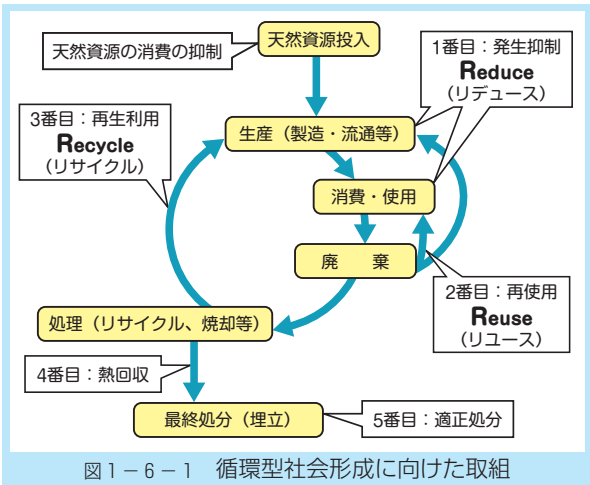 天然資源の消費の抑制
天然資源投入
1番目：発生抑制
Reduce
（リデュース）
3番目：再生利用
Recycle
（リサイクル）
生産（製造・流通等）
消費・使用
廃　棄
2番目：再使用
Reuse
（リユース）
処理（リサイクル、焼却等）
4番目：熱回収
最終処分（埋立）
5番目：適正処分
図1－6－1　循環型社会形成に向けた取組